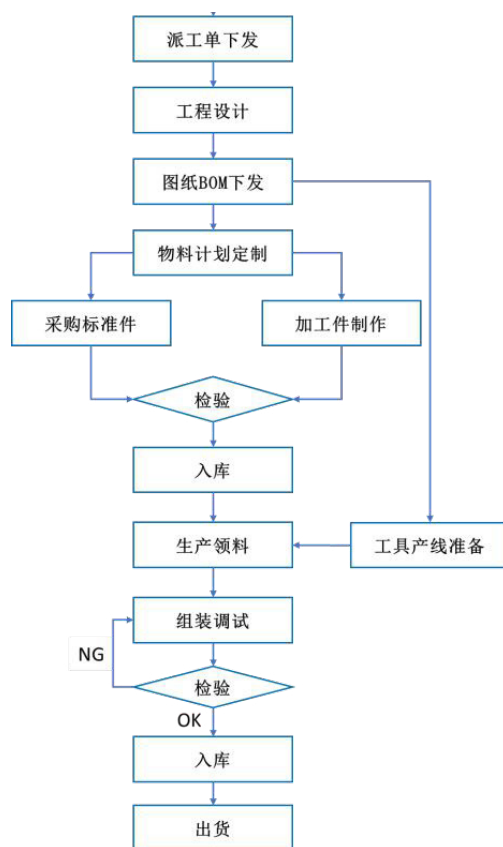 派工单下发
工程设计
图纸BOM下发
物料计划定制
采购标准件
加工件制作
检验
入库
生产领料
工具产线准备
组装调试
NG
检验
OK
入库
出货